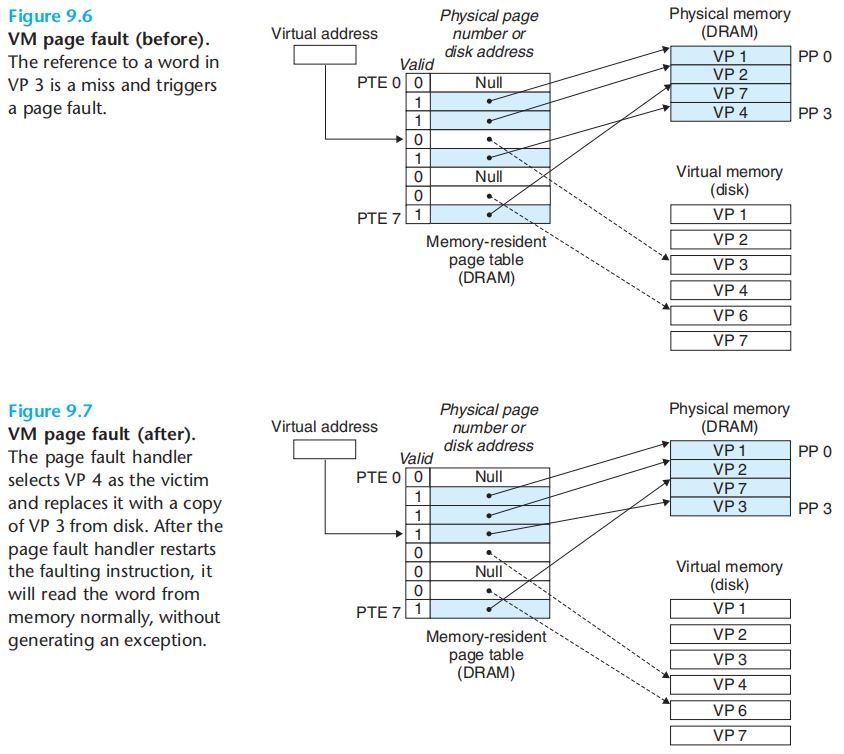 Figure 9.6
VM page fault (before).
The reference to a word in
VP 3 is a miss and triggers
a page fault.
Virtual address
Physical page
number or
disk address
Valid
PTE 0
0 Null
1
1
0
1
0 Null
0
PTE 7
1
Memory-resident
page table
(DRAM)
Physical memory
(DRAM)
VP 1 PP 0
VP 2
VP 7
VP 4 PP 3
Virtual memory
(disk)
VP 1
VP 2
VP 3
VP 4
VP 6
VP 7
Figure 9.7
VM page fault (after).
The page fault handler
selects VP 4 as the victim
and replaces it with a copy
of VP 3 from disk. After the
page fault handler restarts
the faulting instruction, it
will read the word from
memory normally, without
generating an exception.
Virtual address
Physical page
number or
disk address
Valid
PTE 0
0 Null
1
1
1
0
0 Null
0
PTE 7
1
Memory-resident
page table
(DRAM)
Physical memory
(DRAM)
VP 1 PP 0
VP 2
VP 7
VP 3 PP 3
Virtual memory
(disk)
VP 1
VP 2
VP 3
VP 4
VP 6
VP 7